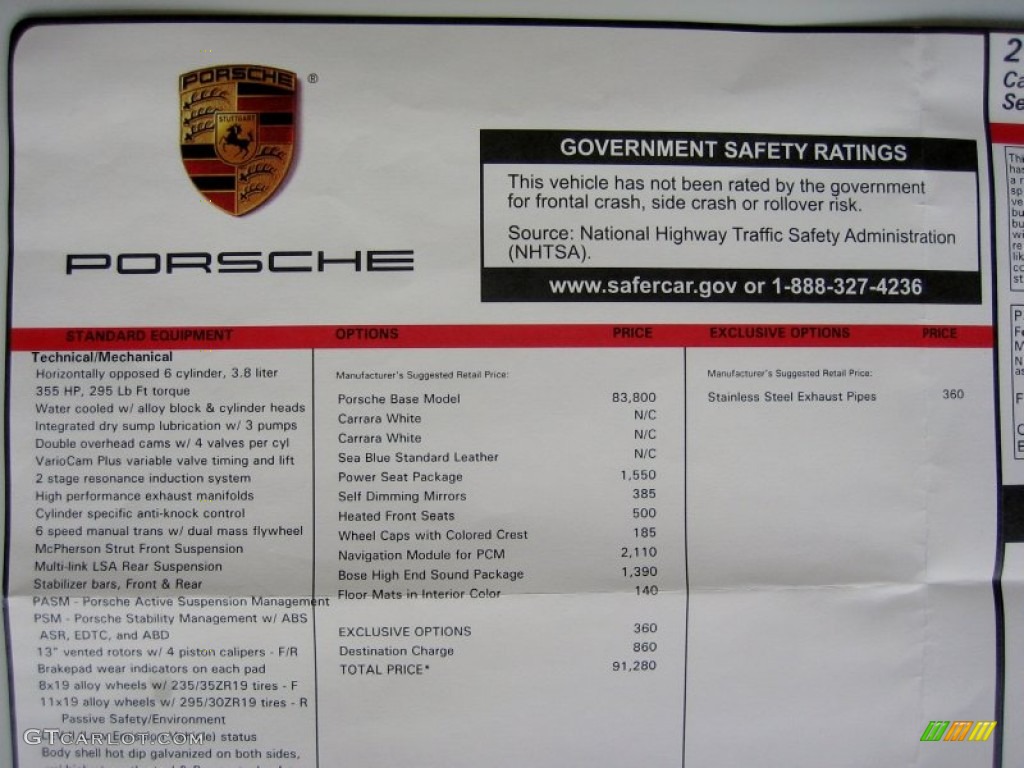 PORSCHE
®
STUTTGART
PORSCHE
GOVERNMENT SAFETY RATINGS
This vehicle has not been rated by the government
for frontal crash, side crash or rollover risk.
Source: National Highway Traffic Safety Administration
(NHTSA).
www.safercar.gov or 1-888-327-4236
STANDARD EQUIPMENT
Technical/Mechanical
Horizontally opposed 6 cylinder, 3.8 liter
355 HP, 295 Lb Ft torque
Water cooled w/ alloy block & cylinder heads
Integrated dry sump lubrication w/ 3 pumps
Double overhead cams w/ 4 valves per cyl
VarioCam Plus variable valve timing and lift
2 stage resonance induction system
High performance exhaust manifolds
Cylinder specific anti-knock control
6 speed manual trans w/ dual mass flywheel
McPherson Strut Front Suspension
Multi-link LSA Rear Suspension
Stabilizer bars, Front & Rear
PASM - Porsche Active Suspension Management
PSM - Porsche Stability Management w/ ABS
ASR, EDTC, and ABD
13" vented rotors w/ 4 piston calipers - F/R
Brakepad wear indicators on each pad
8x19 alloy wheels w/ 235/35ZR19 tires - F
11x19 alloy wheels w/ 295/30ZR19 tires - R
Passive Safety/Environment
status
Body shell hot dip galvanized on both sides,
OPTIONS PRICE
Manufacturer's Suggested Retail Price:
Porsche Base Model 83,800
Carrara White N/C
Carrara White N/C
Sea Blue Standard Leather N/C
Power Seat Package 1,550
Self Dimming Mirrors 385
Heated Front Seats 500
Wheel Caps with Colored Crest 185
Navigation Module for PCM 2,110
Bose High End Sound Package 1,390
Floor Mats in Interior Color 140
EXCLUSIVE OPTIONS 360
Destination Charge 860
TOTAL PRICE* 91,280
EXCLUSIVE OPTIONS PRICE
Manufacturer's Suggested Retail Price:
Stainless Steel Exhaust Pipes 360
GTCarLot.com